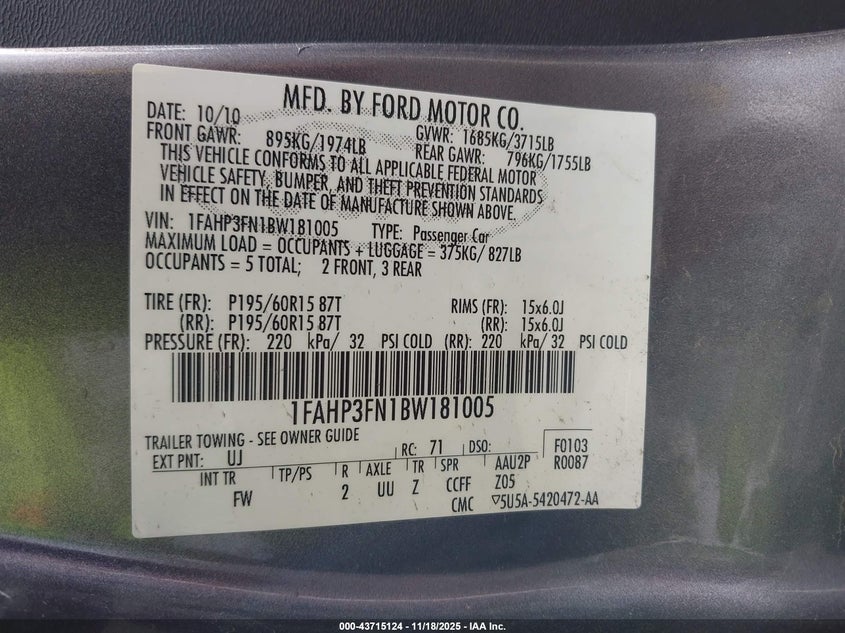 MFD. BY FORD MOTOR CO.
DATE: 10/10 GVWR: 1685KG/3715LB
FRONT GAWR: 895KG/1974LB REAR GAWR: 796KG/1755LB
THIS VEHICLE CONFORMS TO ALL APPLICABLE FEDERAL MOTOR
VEHICLE SAFETY, BUMPER, AND THEFT PREVENTION STANDARDS
IN EFFECT ON THE DATE OF MANUFACTURE SHOWN ABOVE.
VIN: 1FAHP3FN1BW181005 TYPE: Passenger Car
MAXIMUM LOAD = OCCUPANTS + LUGGAGE = 375KG/ 827LB
OCCUPANTS = 5 TOTAL; 2 FRONT, 3 REAR
TIRE (FR): P195/60R15 87T RIMS (FR): 15x6.0J
(RR): P195/60R15 87T (RR): 15x6.0J
PRESSURE (FR): 220 kPa/ 32 PSI COLD (RR): 220 kPa/ 32 PSI COLD
1FAHP3FN1BW181005
TRAILER TOWING - SEE OWNER GUIDE
EXT PNT: UJ RC: 71 DSO: F0103
INT TR TP/PS R AXLE TR SPR AAU2P R0087
FW 2 UU Z CCFF Z05
CMC ▽5U5A-5420472-AA
000-43715124 | 11/18/2025 - IAA Inc.